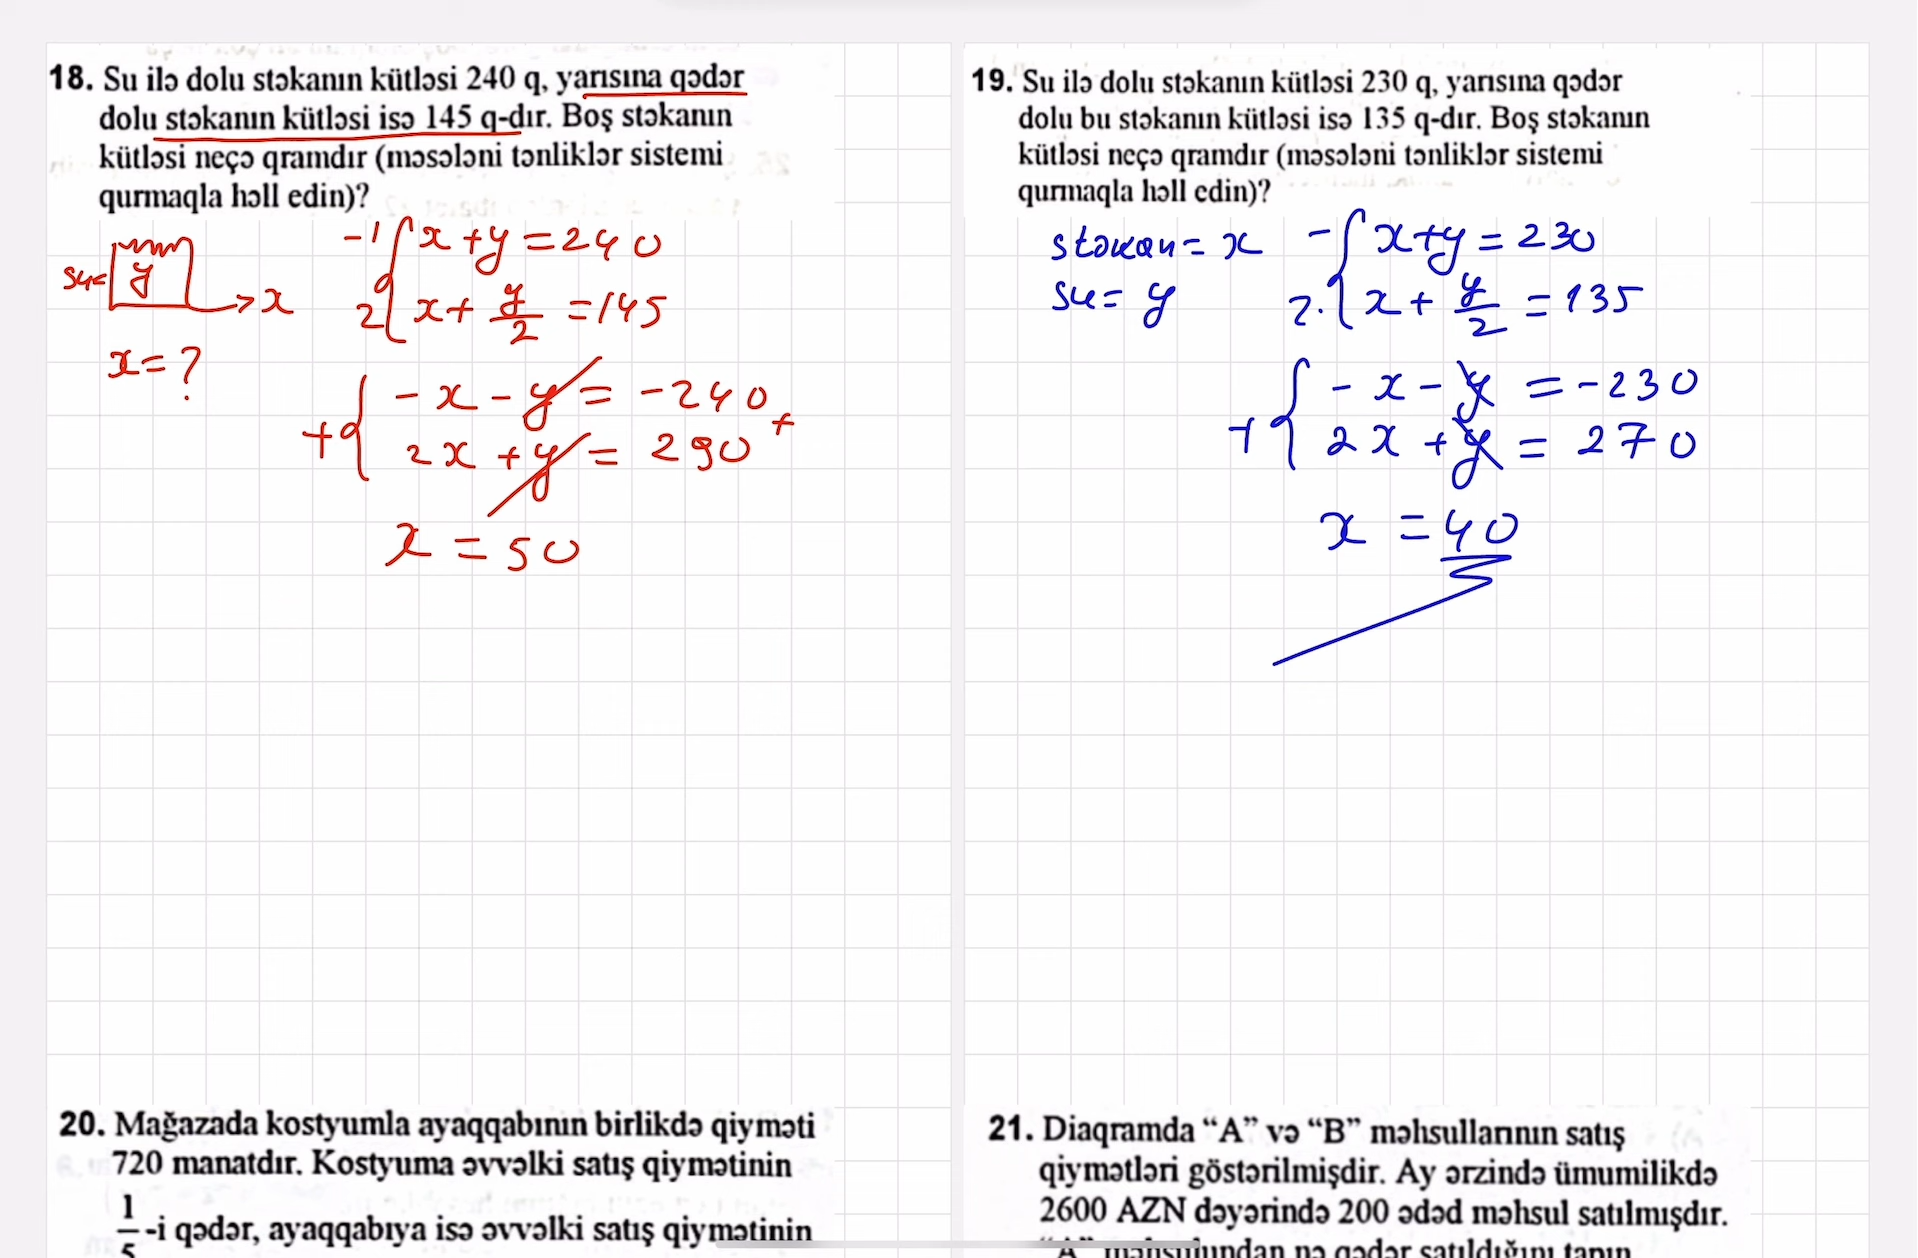 18. Su ilə dolu stəkanın kütləsi 240 q, yarısına qədər
dolu stəkanın kütləsi isə 145 q-dır. Boş stəkanın
kütləsi neçə qramdır (məsələni tənliklər sistemi
qurmaqla həll edin)?
-1 { x + y = 240
su= y
→ x
2 { x + y/2 = 145
x = ?
- x - y = -240 +
+ { 2x + y = 290
x = 50
19. Su ilə dolu stəkanın kütləsi 230 q, yarısına qədər
dolu bu stəkanın kütləsi isə 135 q-dır. Boş stəkanın
kütləsi neçə qramdır (məsələni tənliklər sistemi
qurmaqla həll edin)?
stəkan = x
- { x + y = 230
su = y
2. { x + y/2 = 135
- x - y = -230
+ { 2x + y = 270
x = 40
20. Mağazada kostyumla ayaqqabının birlikdə qiyməti
720 manatdır. Kostyuma əvvəlki satış qiymətinin
1/5 -i qədər, ayaqqabıya isə əvvəlki satış qiymətinin
21. Diaqramda “A” və “B” məhsullarının satış
qiymətləri göstərilmişdir. Ay ərzində ümumilikdə
2600 AZN dəyərində 200 ədəd məhsul satılmışdır.
“A” məhsulundan nə qədər satıldığını tapın